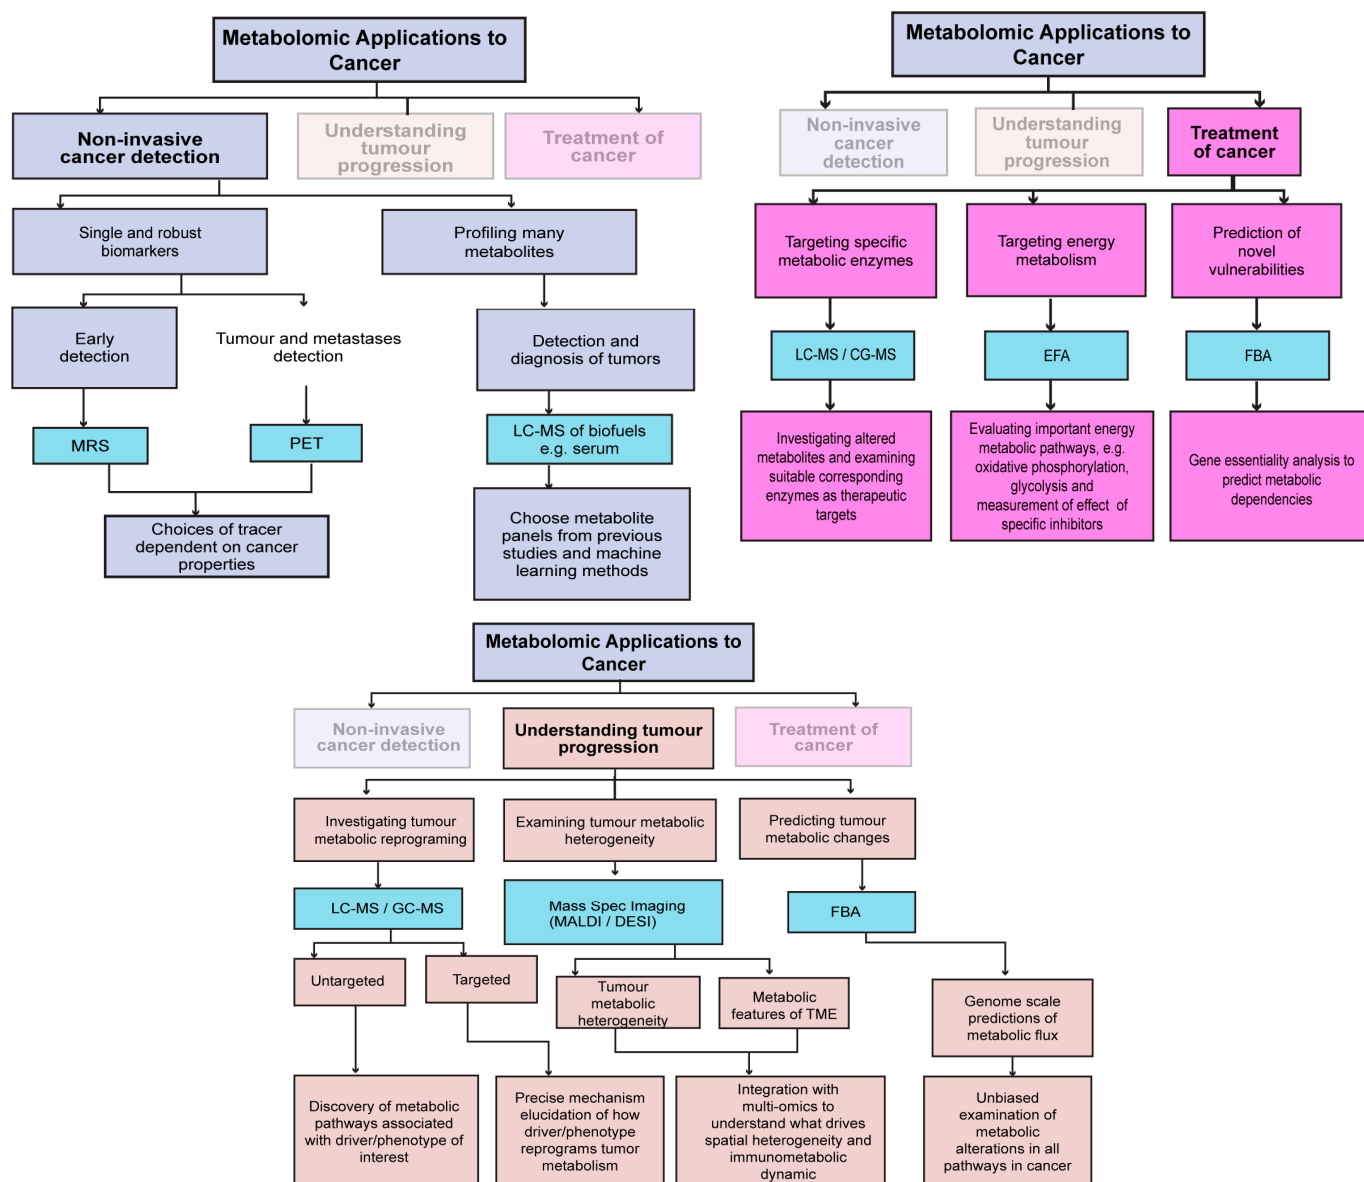 Metabolomic Applications to
Cancer
Non-invasive
cancer detection
Understanding
tumour
progression
Treatment of
cancer
Single and robust
biomarkers
Profiling many
metabolites
Early
detection
Tumour and metastases
detection
Detection and
diagnosis of tumors
MRS
PET
LC-MS of biofuels
e.g. serum
Choices of tracer
dependent on cancer
properties
Choose metabolite
panels from previous
studies and machine
learning methods
Metabolomic Applications to
Cancer
Non-invasive
cancer
detection
Understanding
tumour
progression
Treatment
of cancer
Targeting specific
metabolic enzymes
Targeting energy
metabolism
Prediction of
novel
vulnerabilities
LC-MS / CG-MS
EFA
FBA
Investigating altered
metabolites and examining
suitable corresponding
enzymes as therapeutic
targets
Evaluating important energy
metabolic pathways, e.g.
oxidative phosphorylation,
glycolysis and
measurement of effect of
specific inhibitors
Gene essentiality analysis to
predict metabolic
dependencies
Metabolomic Applications to
Cancer
Non-invasive
cancer detection
Understanding tumour
progression
Treatment of
cancer
Investigating tumour
metabolic reprograming
Examining tumour metabolic
heterogeneity
Predicting tumour
metabolic changes
LC-MS / GC-MS
Mass Spec Imaging
(MALDI / DESI)
FBA
Untargeted
Targeted
Tumour
metabolic
heterogeneity
Metabolic
features of TME
Genome scale
predictions of
metabolic flux
Discovery of metabolic
pathways associated
with driver/phenotype of
interest
Precise mechanism
elucidation of how
driver/phenotype
reprograms tumor
metabolism
Integration with
multi-omics to
understand what drives
spatial heterogeneity and
immunometabolic
dynamic
Unbiased
examination of
metabolic
alterations in all
pathways in cancer